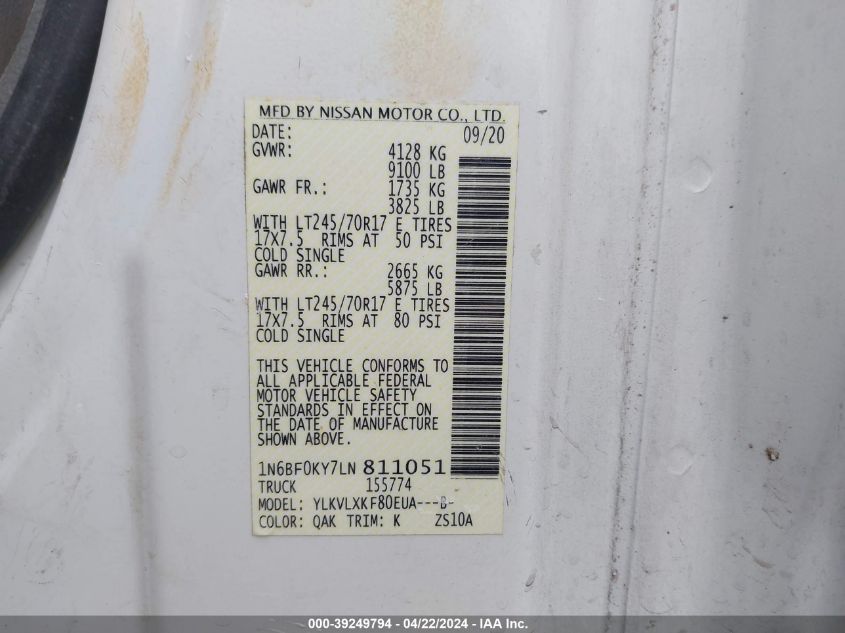 MFD BY NISSAN MOTOR CO., LTD.
DATE: 09/20
GVWR: 4128 KG
9100 LB
GAWR FR.: 1735 KG
3825 LB
WITH LT245/70R17 E TIRES
17X7.5 RIMS AT 50 PSI
COLD SINGLE
GAWR RR.: 2665 KG
5875 LB
WITH LT245/70R17 E TIRES
17X7.5 RIMS AT 80 PSI
COLD SINGLE
THIS VEHICLE CONFORMS TO
ALL APPLICABLE FEDERAL
MOTOR VEHICLE SAFETY
STANDARDS IN EFFECT ON
THE DATE OF MANUFACTURE
SHOWN ABOVE.
1N6BF0KY7LN 811051
TRUCK 155774
MODEL: YLKVLXKF80EUA---B-
COLOR: QAK TRIM: K ZS10A
000-39249794 - 04/22/2024 - IAA Inc.